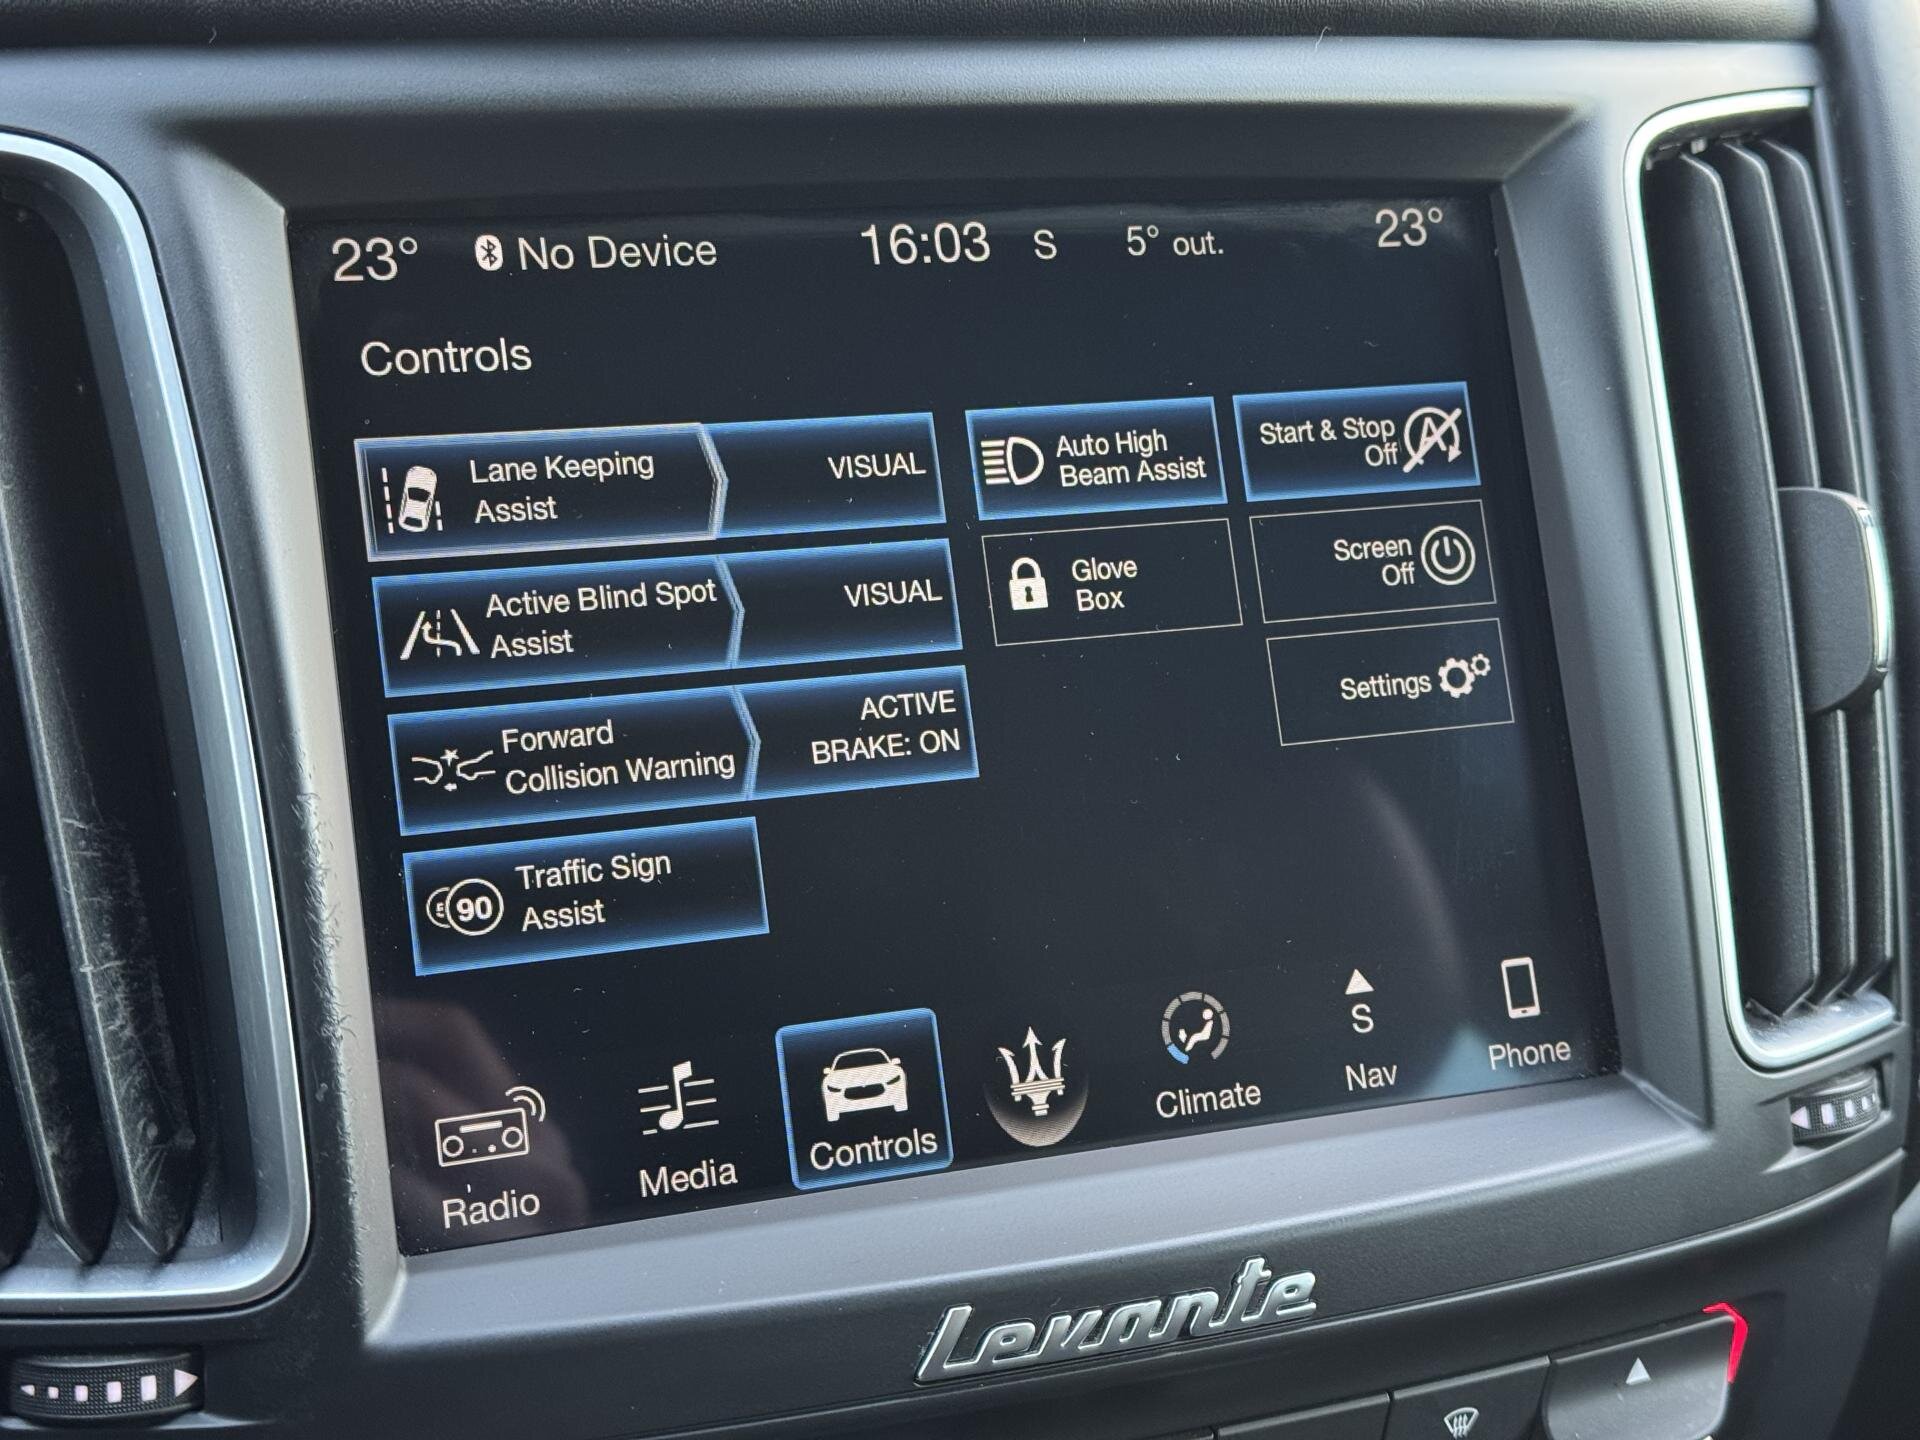 23° No Device 16:03 S 5° out. 23°
Controls
Lane Keeping
Assist
VISUAL
Auto High
Beam Assist
Start & Stop
Off
Active Blind Spot
Assist
VISUAL
Glove
Box
Screen
Off
Forward
Collision Warning
ACTIVE
BRAKE: ON
Settings
90
Traffic Sign
Assist
Radio
Media
Controls
Climate
S
Nav
Phone
Levante